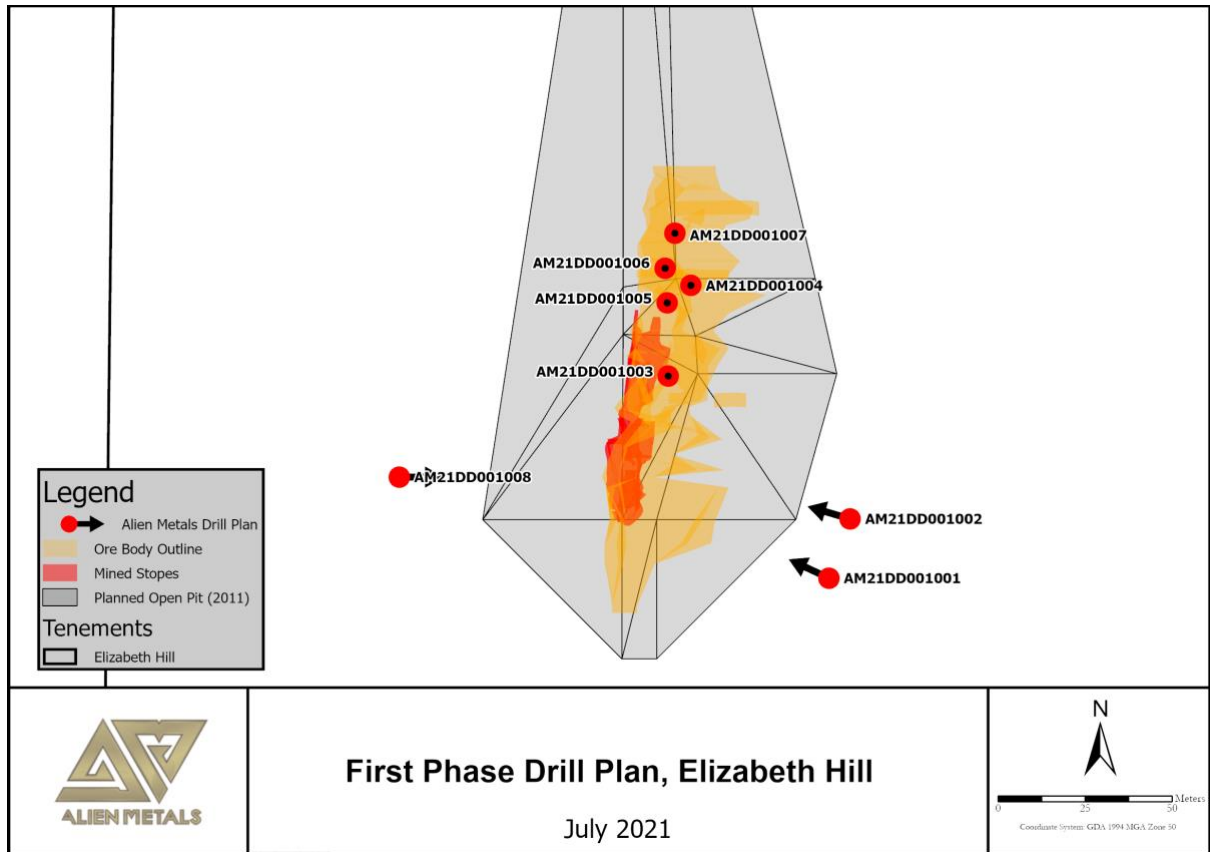 AM21DD001007
AM21DD001006
AM21DD001004
AM21DD001005
AM21DD001003
AM21DD001008
AM21DD001002
AM21DD001001
Legend
Alien Metals Drill Plan
Ore Body Outline
Mined Stopes
Planned Open Pit (2011)
Tenements
Elizabeth Hill
ALIEN METALS
First Phase Drill Plan, Elizabeth Hill
July 2021
N
Meters
0 25 50
Coordinate System: GDA 1994 MGA Zone 50